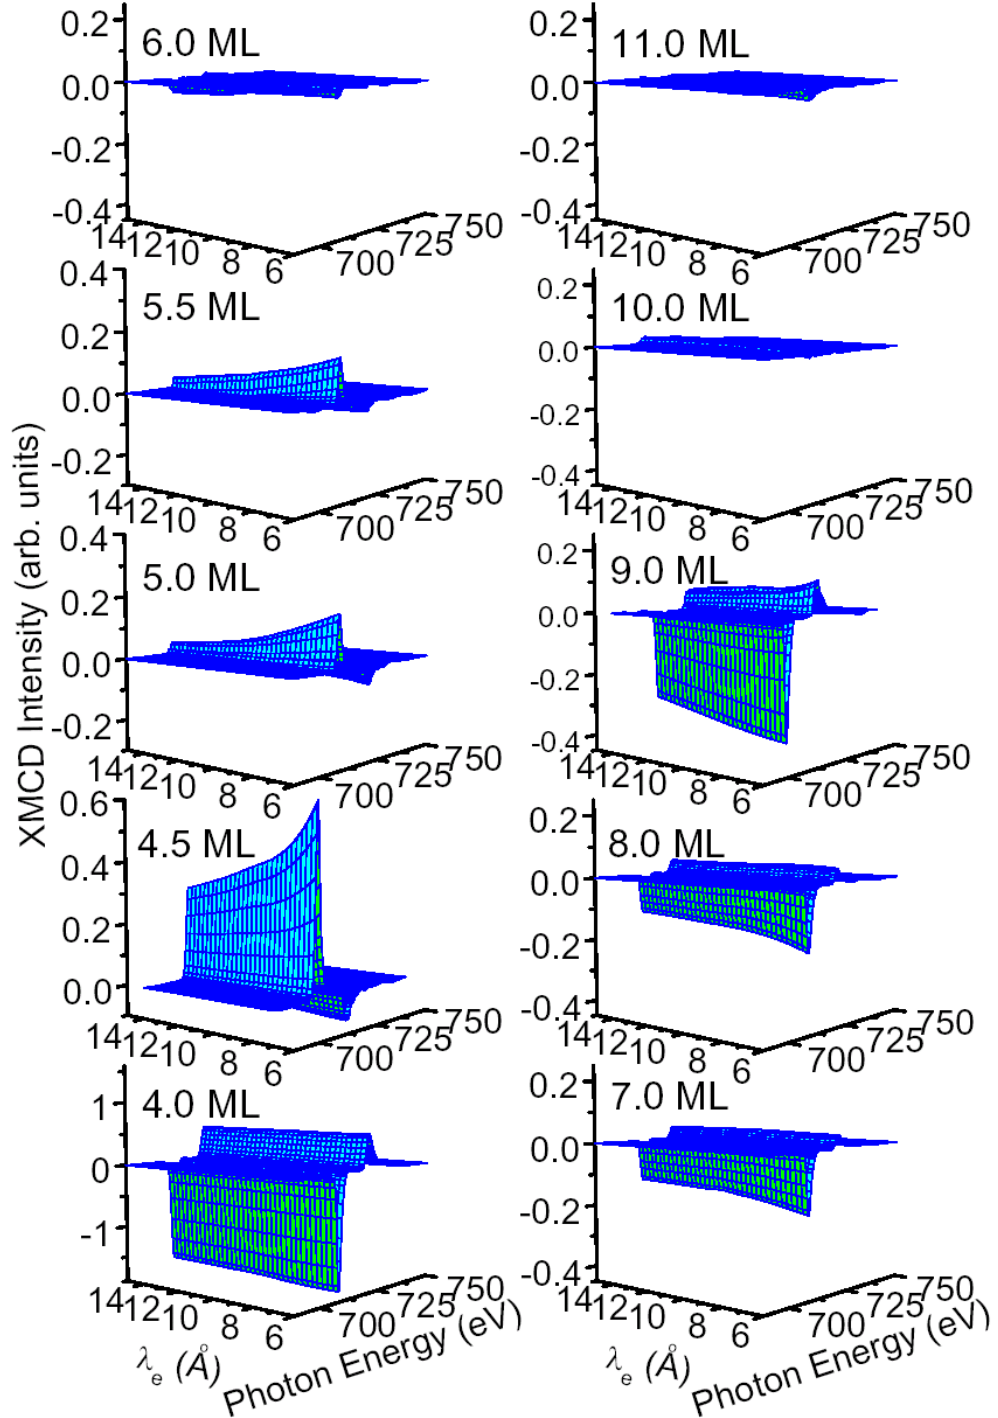 XMCD Intensity (arb. units)
6.0 ML
0.2
0.0
-0.2
-0.4
14 12 10 8 6
700 725 750
5.5 ML
0.4
0.2
0.0
-0.2
14 12 10 8 6
700 725 750
5.0 ML
0.4
0.2
0.0
-0.2
14 12 10 8 6
700 725 750
4.5 ML
0.6
0.4
0.2
0.0
14 12 10 8 6
700 725 750
4.0 ML
1
0
-1
14 12 10 8 6
700 725 750
λe (Å)
Photon Energy (eV)
11.0 ML
0.2
0.0
-0.2
-0.4
14 12 10 8 6
700 725 750
10.0 ML
0.2
0.0
-0.2
-0.4
14 12 10 8 6
700 725 750
9.0 ML
0.2
0.0
-0.2
-0.4
14 12 10 8 6
700 725 750
8.0 ML
0.2
0.0
-0.2
-0.4
14 12 10 8 6
700 725 750
7.0 ML
0.2
0.0
-0.2
-0.4
14 12 10 8 6
700 725 750
λe (Å)
Photon Energy (eV)